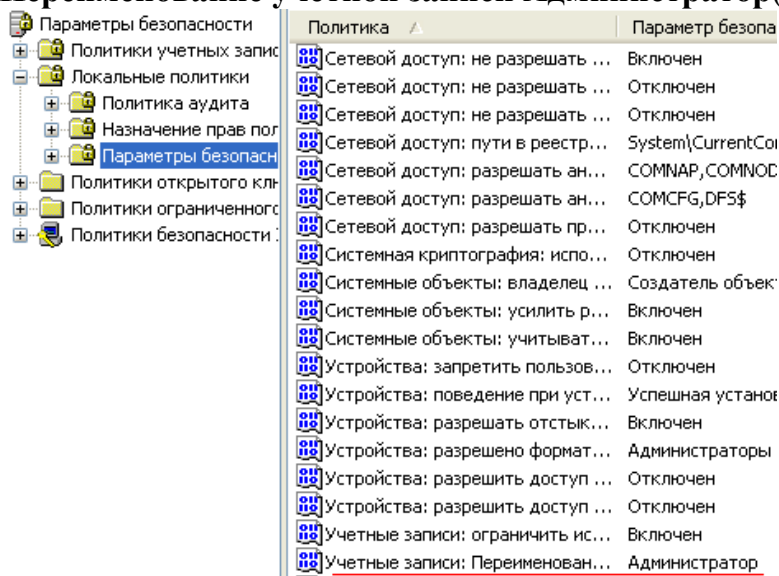 Переименование учетной записи Администратор(
Параметры безопасности
Политики учетных запис
Локальные политики
Политика аудита
Назначение прав пол
Параметры безопасн
Политики открытого клю
Политики ограниченного
Политики безопасности
Политика Параметр безопа
Сетевой доступ: не разрешать ... Включен
Сетевой доступ: не разрешать ... Отключен
Сетевой доступ: не разрешать ... Отключен
Сетевой доступ: пути в реестр... System\CurrentCon
Сетевой доступ: разрешать ан... COMNAP,COMNOD
Сетевой доступ: разрешать ан... COMCFG,DFS$
Сетевой доступ: разрешать пр... Отключен
Системная криптография: испо... Отключен
Системные объекты: владелец ... Создатель объект
Системные объекты: усилить р... Включен
Системные объекты: учитыват... Включен
Устройства: запретить пользов... Отключен
Устройства: поведение при уст... Успешная установ
Устройства: разрешать отстык... Включен
Устройства: разрешено формат... Администраторы
Устройства: разрешить доступ ... Отключен
Устройства: разрешить доступ ... Отключен
Учетные записи: ограничить ис... Включен
Учетные записи: Переименован... Администратор